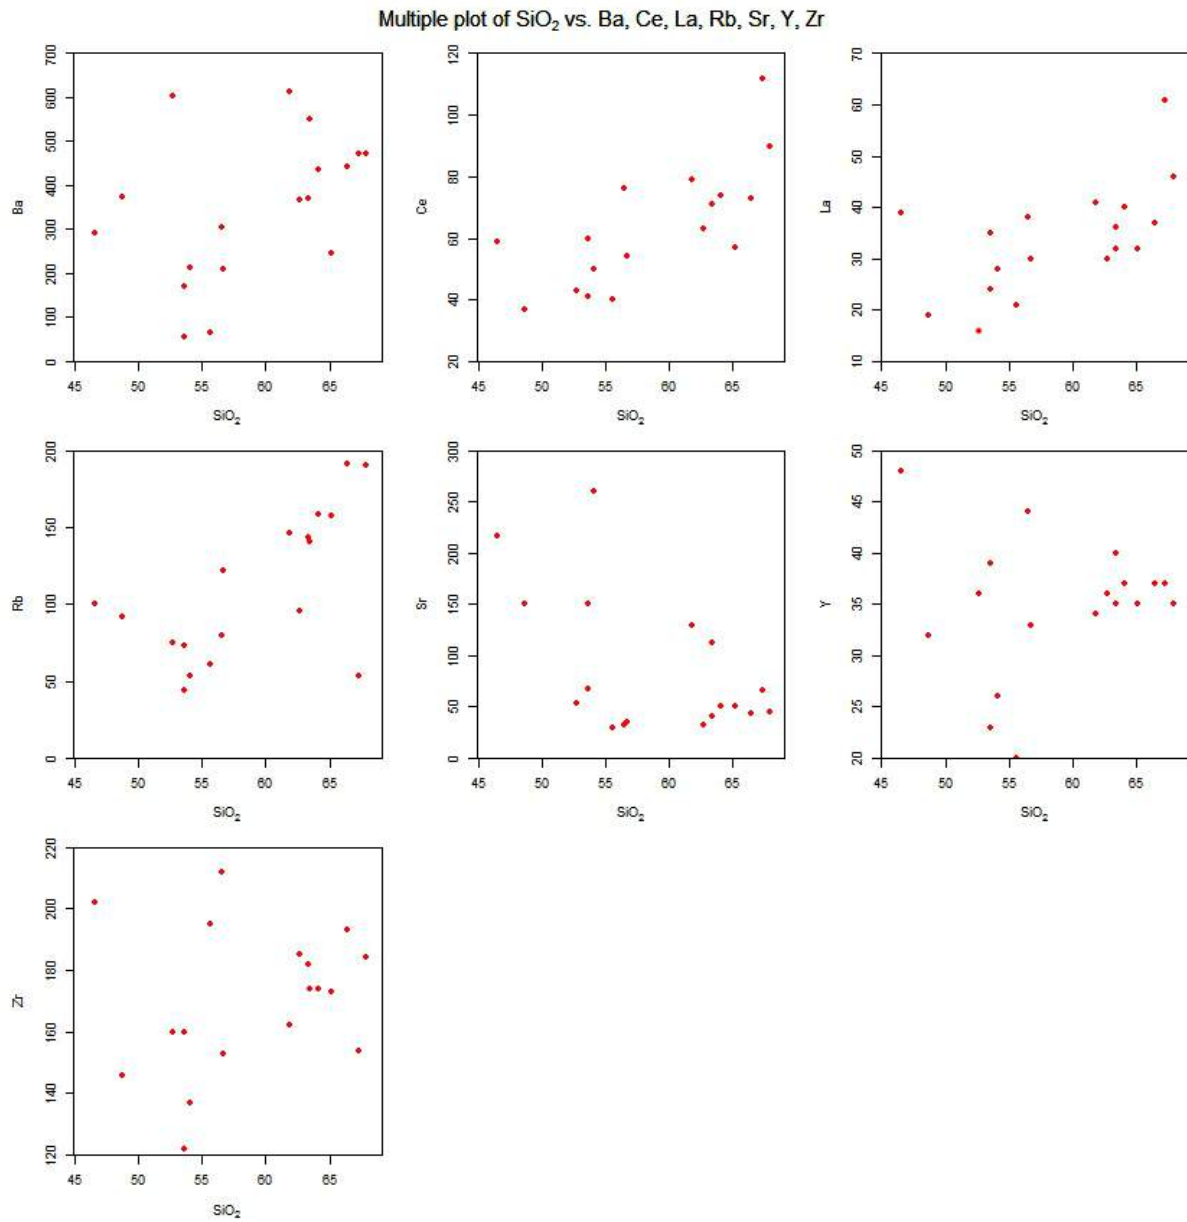 Multiple plot of SiO₂ vs. Ba, Ce, La, Rb, Sr, Y, Zr
Ba
0 100 200 300 400 500 600 700
45 50 55 60 65
SiO₂
Ce
20 40 60 80 100 120
45 50 55 60 65
SiO₂
La
10 20 30 40 50 60 70
45 50 55 60 65
SiO₂
Rb
0 50 100 150 200
45 50 55 60 65
SiO₂
Sr
0 50 100 150 200 250 300
45 50 55 60 65
SiO₂
Y
20 25 30 35 40 45 50
45 50 55 60 65
SiO₂
Zr
120 140 160 180 200 220
45 50 55 60 65
SiO₂